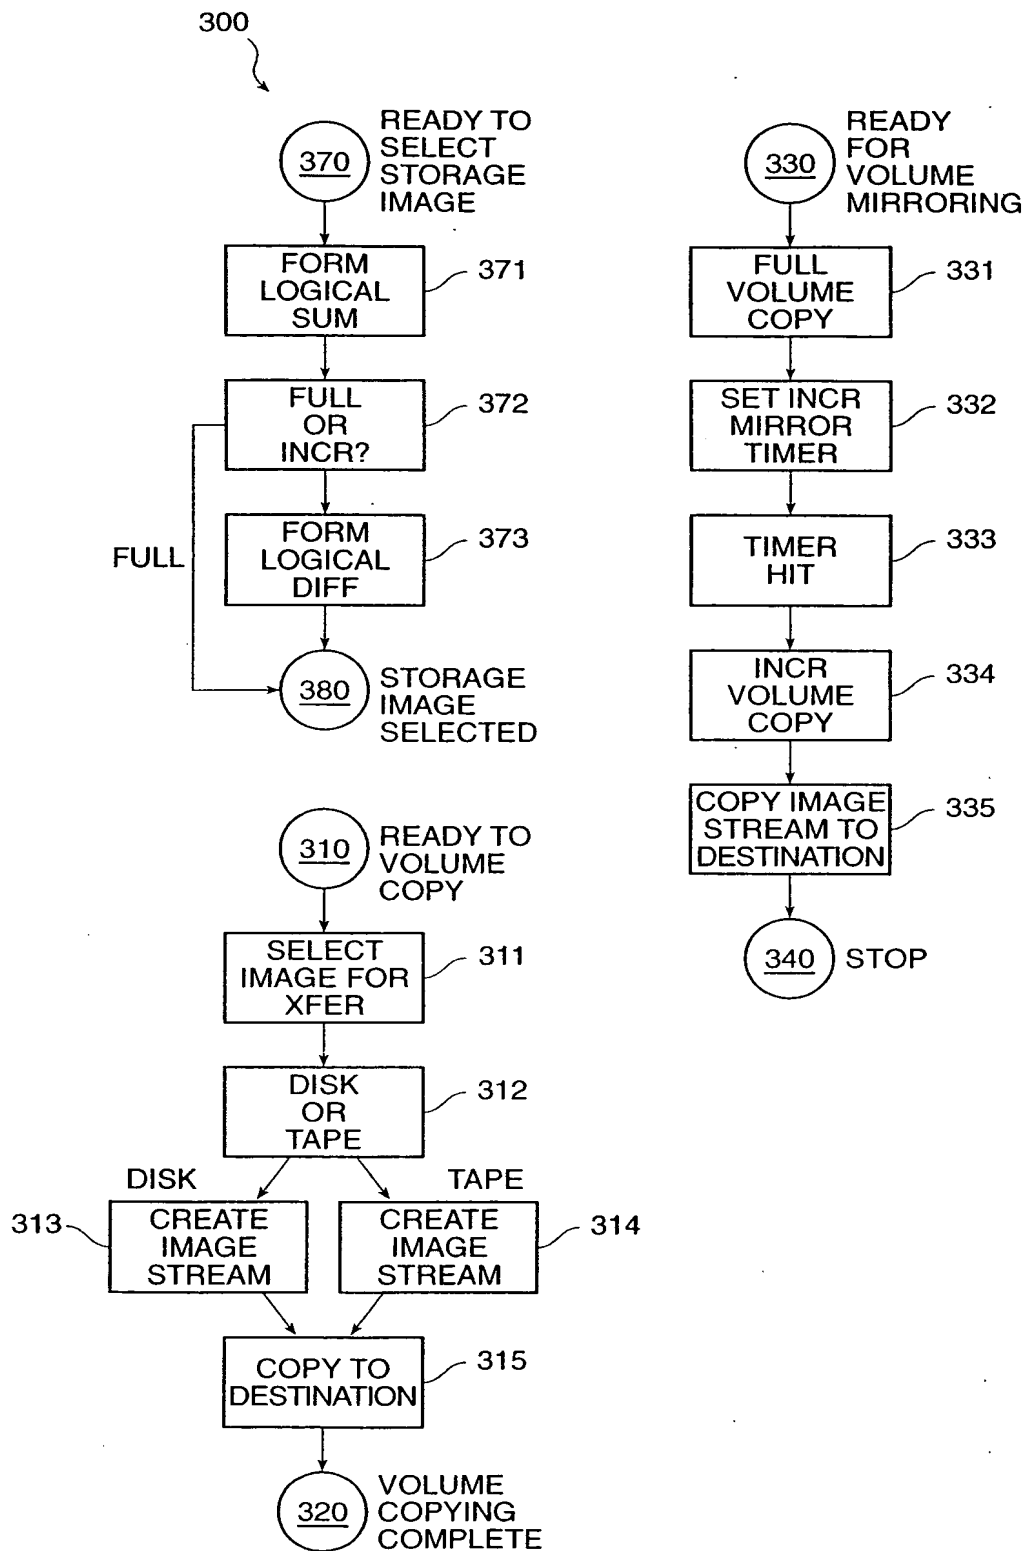 300
370
READY TO
SELECT
STORAGE
IMAGE
FORM
LOGICAL
SUM
371
FULL
OR
INCR?
372
FULL
FORM
LOGICAL
DIFF
373
380
STORAGE
IMAGE
SELECTED
310
READY TO
VOLUME
COPY
SELECT
IMAGE FOR
XFER
311
DISK
OR
TAPE
312
DISK
TAPE
313
CREATE
IMAGE
STREAM
CREATE
IMAGE
STREAM
314
COPY TO
DESTINATION
315
320
VOLUME
COPYING
COMPLETE
330
READY
FOR
VOLUME
MIRRORING
FULL
VOLUME
COPY
331
SET INCR
MIRROR
TIMER
332
TIMER
HIT
333
INCR
VOLUME
COPY
334
COPY IMAGE
STREAM TO
DESTINATION
335
340
STOP